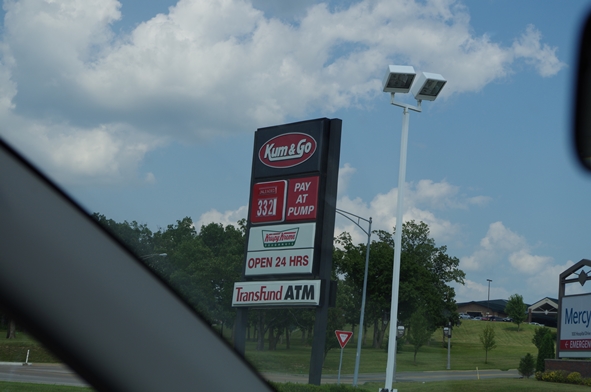 Kum & Go
332
PAY
AT
PUMP
Krispy Kreme
OPEN 24 HRS
TransFund ATM
Mercy
EMERGEN